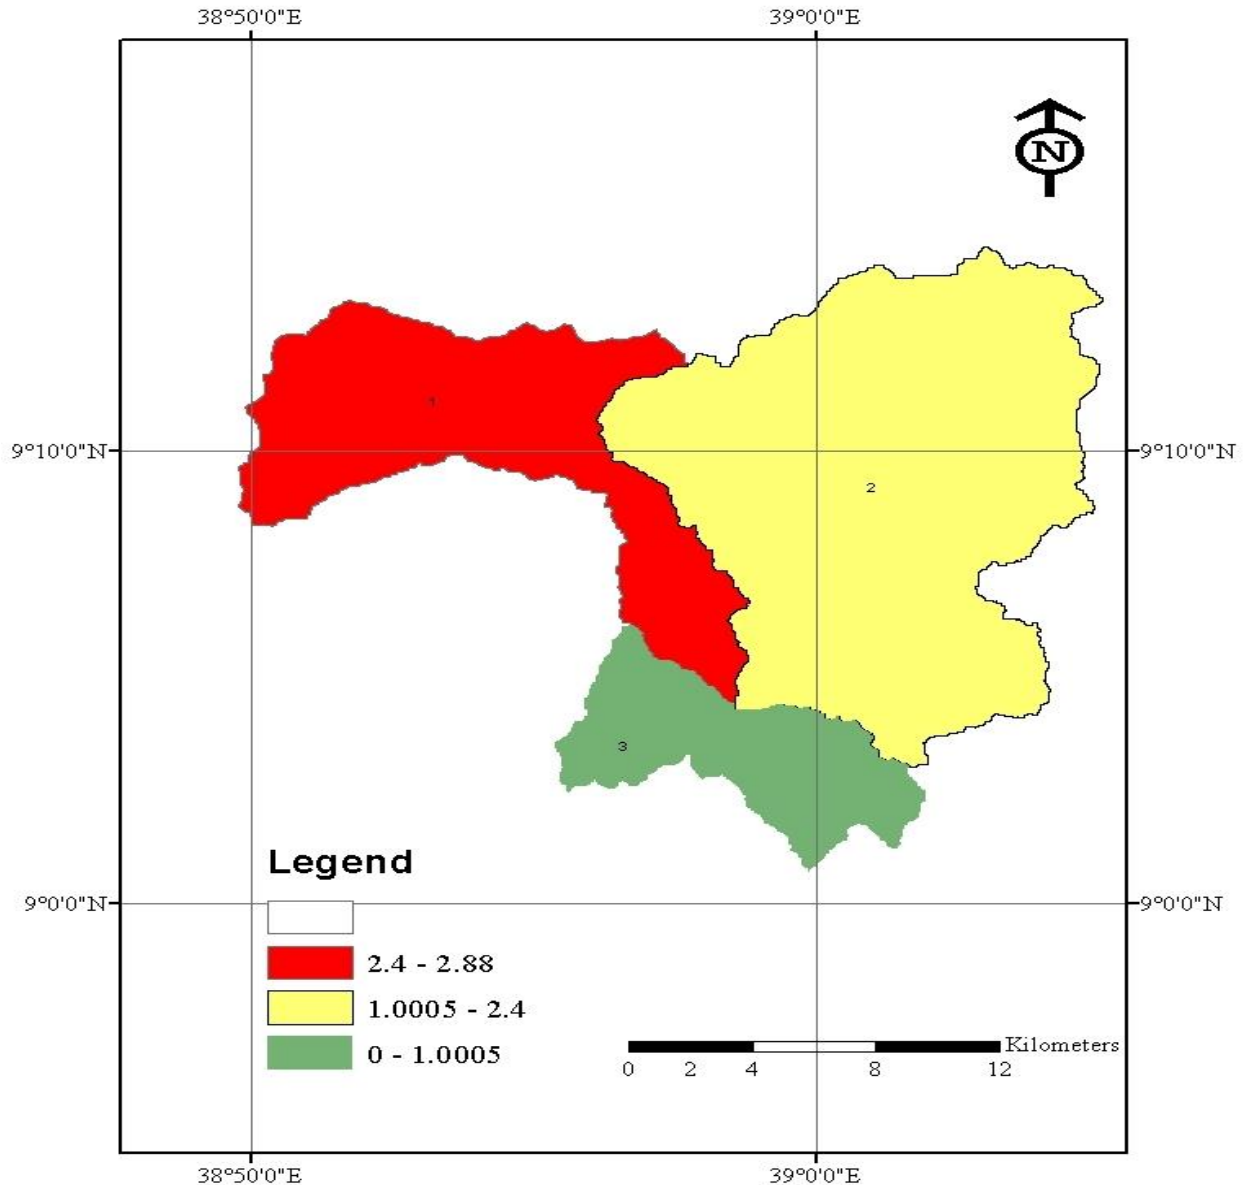 38°50'0"E 39°0'0"E
N
1
9°10'0"N 9°10'0"N
2
3
Legend
9°0'0"N 9°0'0"N
2.4 - 2.88
1.0005 - 2.4
0 - 1.0005
Kilometers
0 2 4 8 12
38°50'0"E 39°0'0"E